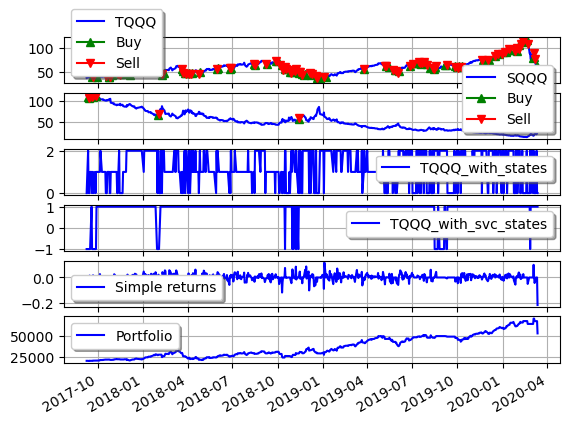 TQQQ
Buy
Sell
100
50
SQQQ
Buy
Sell
100
50
2
TQQQ_with_states
0
1
TQQQ_with_svc_states
0
−1
0.0
Simple returns
−0.2
Portfolio
50000
25000
2017-10
2018-01
2018-04
2018-07
2018-10
2019-01
2019-04
2019-07
2019-10
2020-01
2020-04